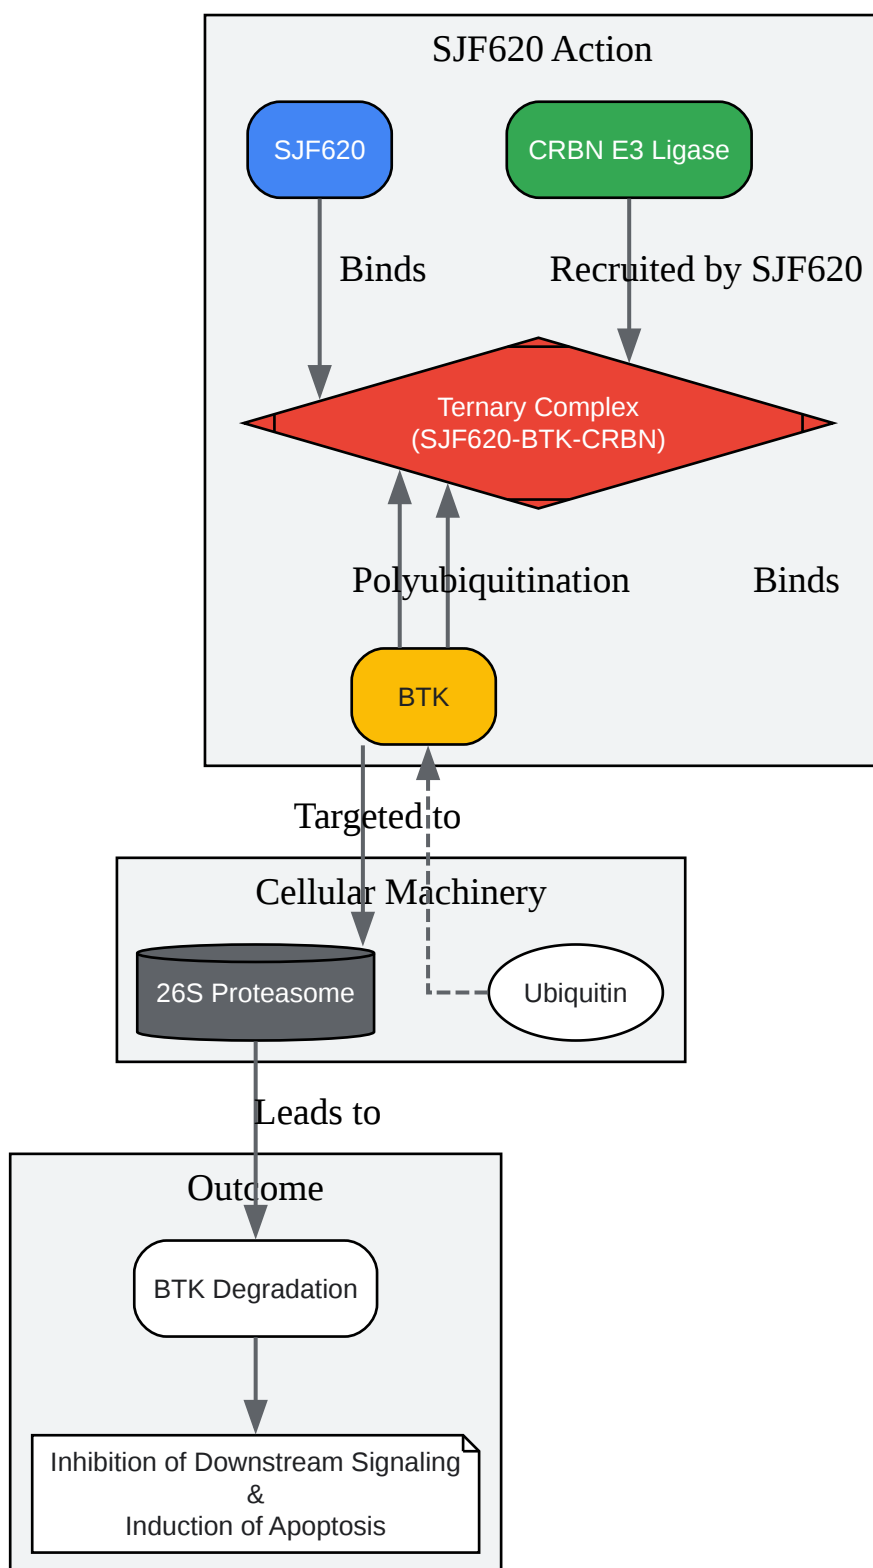 SJF620 Action
SJF620
CRBN E3 Ligase
Binds
Recruited by SJF620
Ternary Complex
(SJF620-BTK-CRBN)
Polyubiquitination
Binds
BTK
Targeted to
Cellular Machinery
26S Proteasome
Ubiquitin
Leads to
Outcome
BTK Degradation
Inhibition of Downstream Signaling
&
Induction of Apoptosis